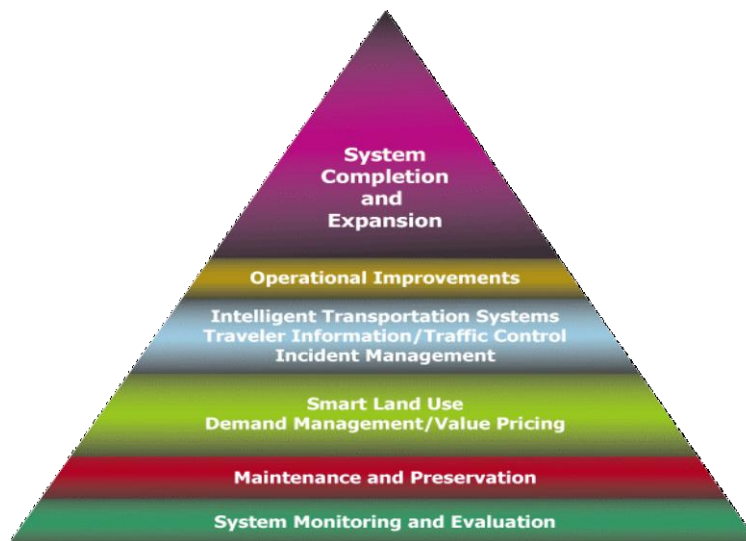 System
Completion
and
Expansion
Operational Improvements
Intelligent Transportation Systems
Traveler Information/Traffic Control
Incident Management
Smart Land Use
Demand Management/Value Pricing
Maintenance and Preservation
System Monitoring and Evaluation